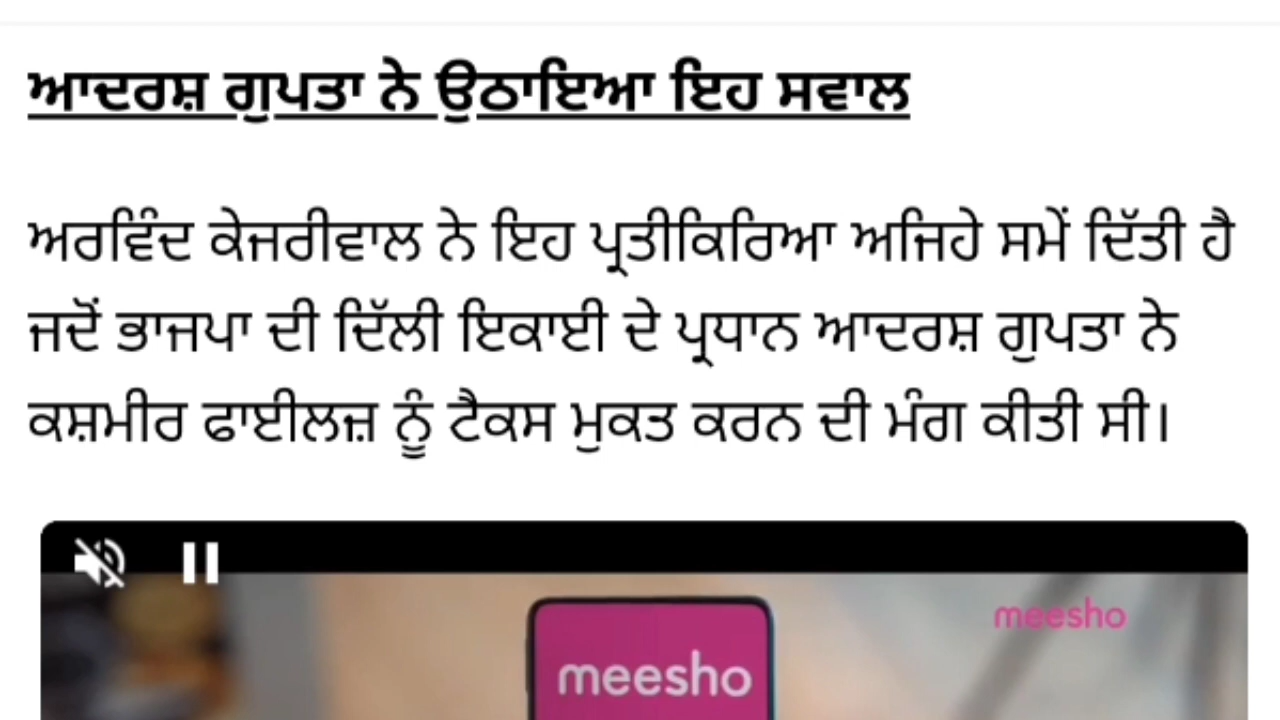 ਆਦਰਸ਼ ਗੁਪਤਾ ਨੇ ਉਠਾਇਆ ਇਹ ਸਵਾਲ
ਅਰਵਿੰਦ ਕੇਜਰੀਵਾਲ ਨੇ ਇਹ ਪ੍ਰਤੀਕਿਰਿਆ ਅਜਿਹੇ ਸਮੇਂ ਦਿੱਤੀ ਹੈ
ਜਦੋਂ ਭਾਜਪਾ ਦੀ ਦਿੱਲੀ ਇਕਾਈ ਦੇ ਪ੍ਰਧਾਨ ਆਦਰਸ਼ ਗੁਪਤਾ ਨੇ
ਕਸ਼ਮੀਰ ਫਾਈਲਜ਼ ਨੂੰ ਟੈਕਸ ਮੁਕਤ ਕਰਨ ਦੀ ਮੰਗ ਕੀਤੀ ਸੀ।
meesho
meesho